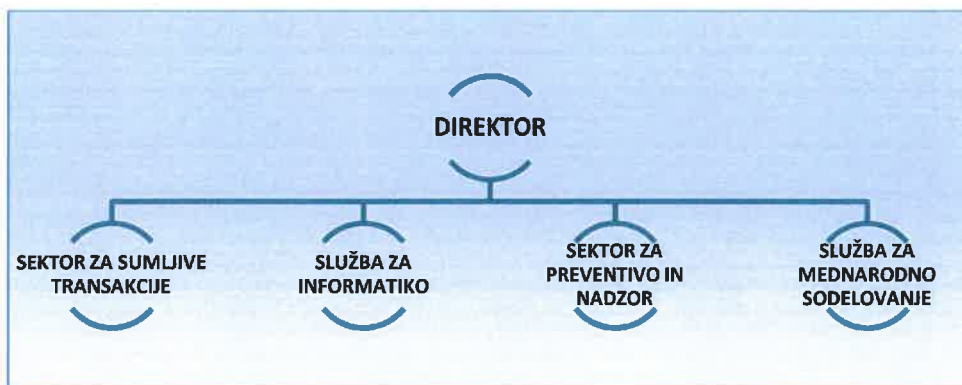 DIREKTOR
SEKTOR ZA SUMLJIVE
TRANSAKCIJE
SLUŽBA ZA
INFORMATIKO
SEKTOR ZA
PREVENTIVO IN
NADZOR
SLUŽBA ZA
MEDNARODNO
SODELOVANJE